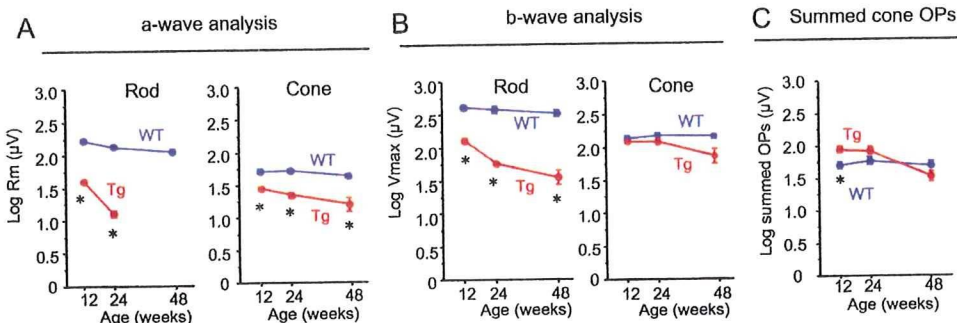 A
a-wave analysis
B
b-wave analysis
C
Summed cone OPs
Rod
Log Rm (µV)
3.0
2.5
2.0
1.5
1.0
0.5
0
WT
Tg
*
*
12 24 48
Age (weeks)
Cone
3.0
2.5
2.0
1.5
1.0
0.5
0
WT
Tg
* * *
12 24 48
Age (weeks)
Rod
Log Vmax (µV)
3.0
2.5
2.0
1.5
1.0
0.5
0
WT
Tg
*
*
*
12 24 48
Age (weeks)
Cone
3.0
2.5
2.0
1.5
1.0
0.5
0
WT
Tg
12 24 48
Age (weeks)
Log summed OPs (µV)
3.0
2.5
2.0
1.5
1.0
0.5
0
Tg
WT
*
12 24 48
Age (weeks)